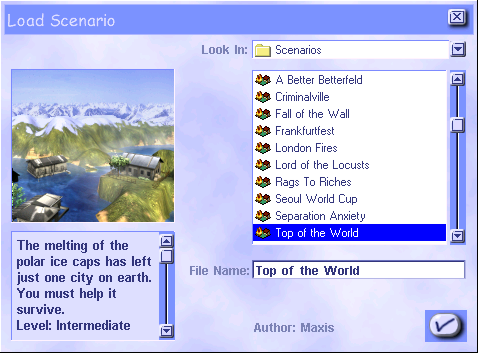 Load Scenario
Look In: Scenarios
A Better Betterfeld
Criminalville
Fall of the Wall
Frankfurtfest
London Fires
Lord of the Locusts
Rags To Riches
Seoul World Cup
Separation Anxiety
Top of the World
The melting of the
polar ice caps has left
just one city on earth.
You must help it
survive.
Level: Intermediate
File Name: Top of the World
Author: Maxis